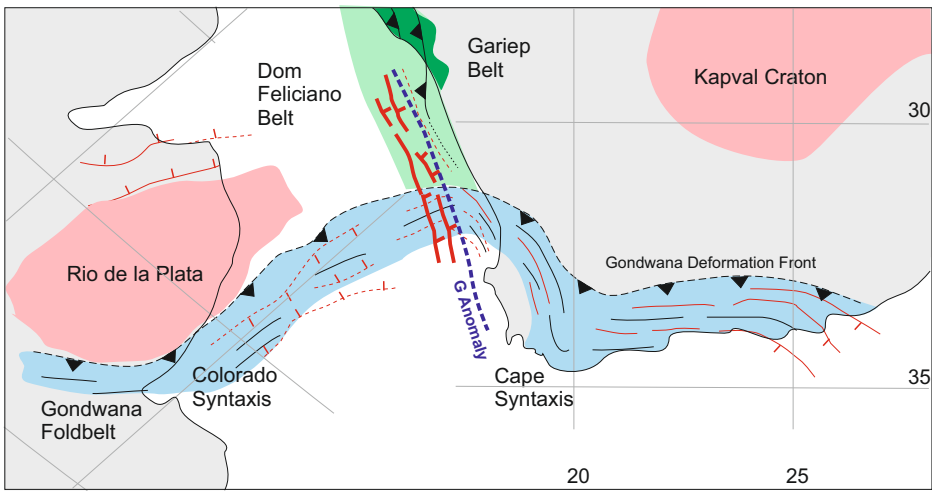 Gariep
Belt
Kapval Craton
Dom
Feliciano
Belt
30
Rio de la Plata
Gondwana Deformation Front
G Anomaly
Colorado
Syntaxis
Cape
Syntaxis
35
Gondwana
Foldbelt
20
25